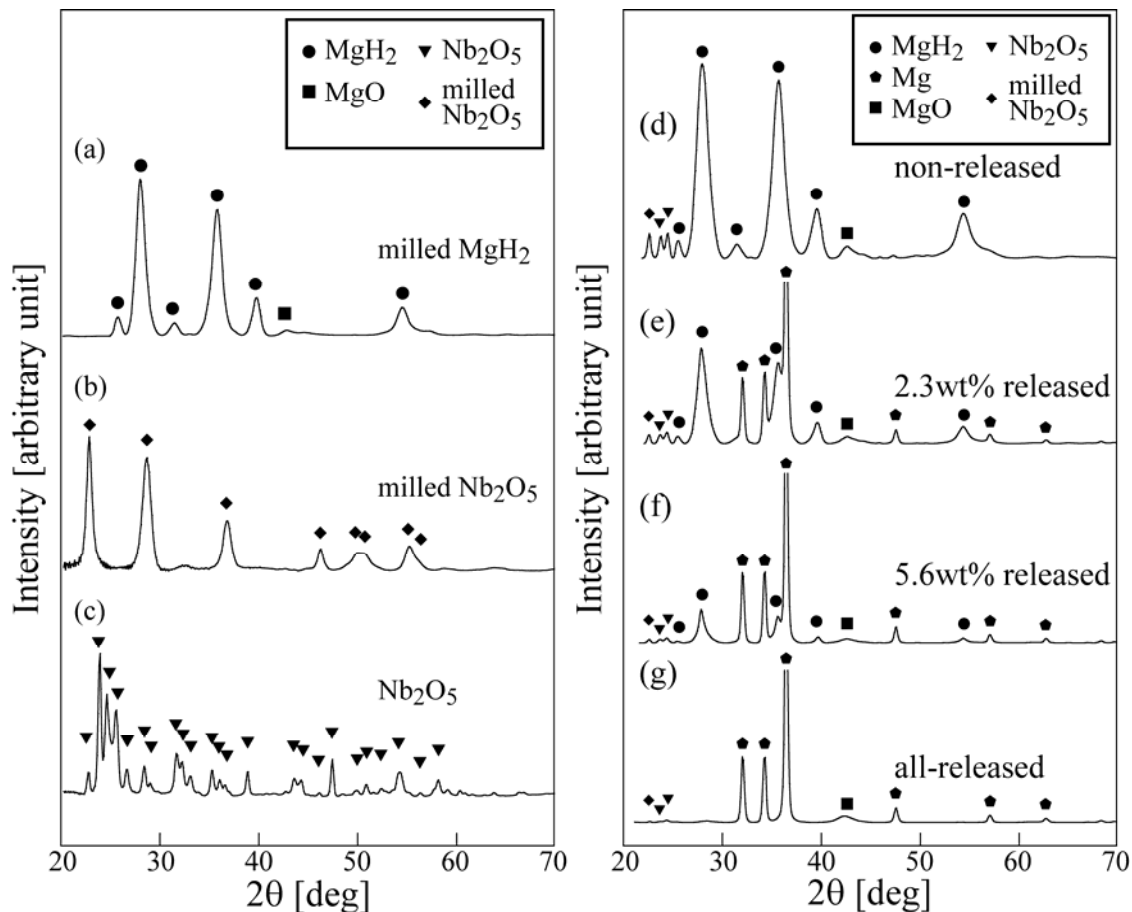 MgH2 Nb2O5
MgO milled
Nb2O5
(a)
milled MgH2
(b)
milled Nb2O5
(c)
Nb2O5
Intensity [arbitrary unit]
20 30 40 50 60 70
2θ [deg]
MgH2 Nb2O5
Mg milled
MgO Nb2O5
(d)
non-released
(e)
2.3wt% released
(f)
5.6wt% released
(g)
all-released
Intensity [arbitrary unit]
20 30 40 50 60 70
2θ [deg]